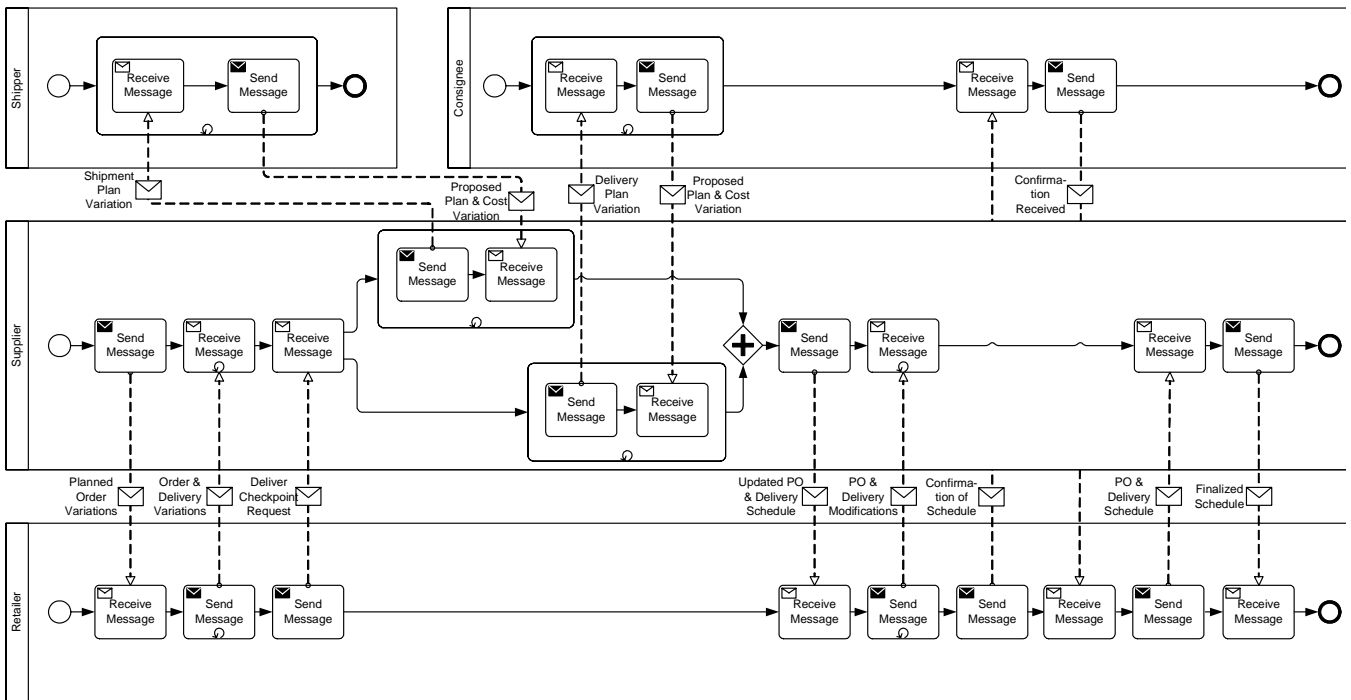 Shipper
Receive
Message
Send
Message
Consignee
Receive
Message
Send
Message
Receive
Message
Send
Message
Shipment
Plan
Variation
Proposed
Plan & Cost
Variation
Delivery
Plan
Variation
Proposed
Plan & Cost
Variation
Confirma-
tion
Received
Supplier
Send
Message
Receive
Message
Send
Message
Receive
Message
Receive
Message
Send
Message
Receive
Message
Send
Message
Receive
Message
Receive
Message
Send
Message
Planned
Order
Variations
Order &
Delivery
Variations
Deliver
Checkpoint
Request
Updated PO
& Delivery
Schedule
PO &
Delivery
Modifications
Confirma-
tion of
Schedule
PO &
Delivery
Schedule
Finalized
Schedule
Retailer
Receive
Message
Send
Message
Send
Message
Receive
Message
Send
Message
Send
Message
Receive
Message
Send
Message
Receive
Message